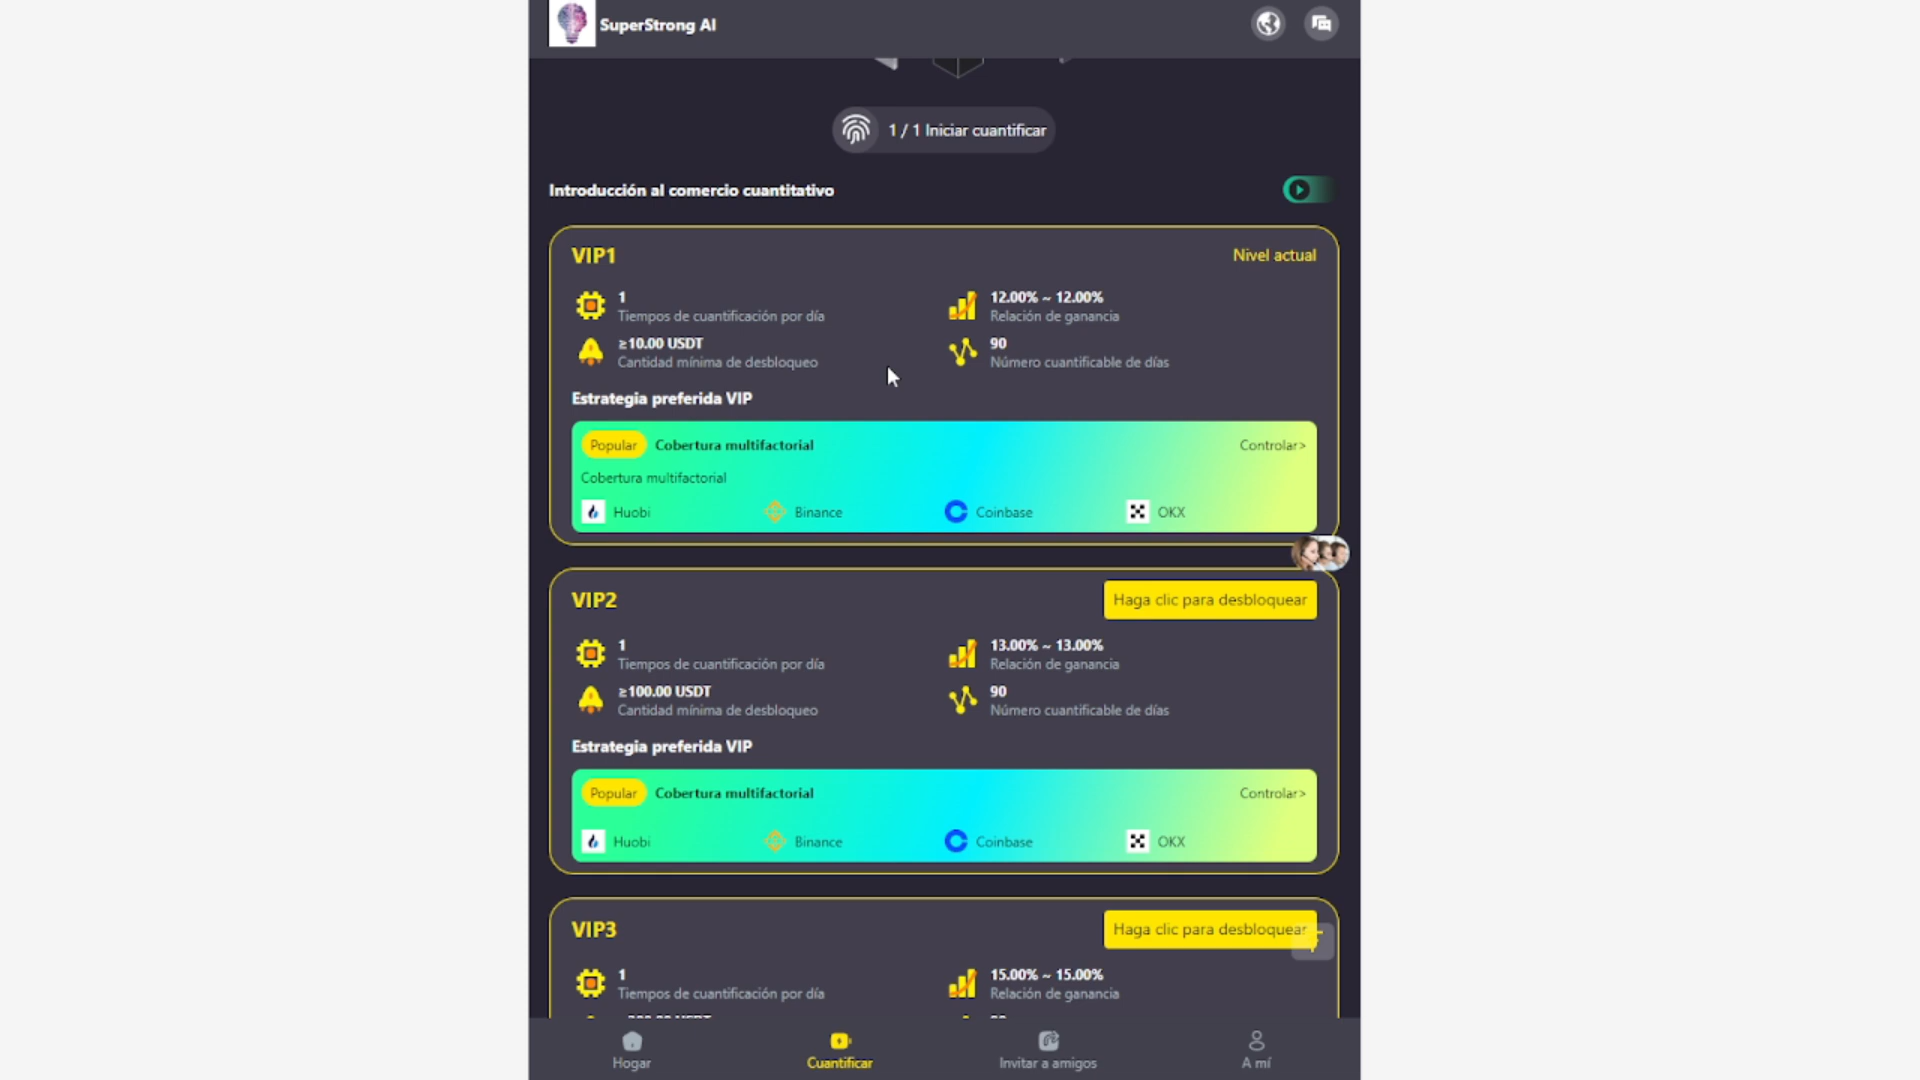 SuperStrong AI
1 / 1 Iniciar cuantificar
Introducción al comercio cuantitativo
VIP1
Nivel actual
1
Tiempos de cuantificación por día
12.00% ~ 12.00%
Relación de ganancia
≥10.00 USDT
Cantidad mínima de desbloqueo
90
Número cuantificable de días
Estrategia preferida VIP
Popular Cobertura multifactorial
Controlar>
Cobertura multifactorial
Huobi Binance Coinbase OKX
VIP2
Haga clic para desbloquear
1
Tiempos de cuantificación por día
13.00% ~ 13.00%
Relación de ganancia
≥100.00 USDT
Cantidad mínima de desbloqueo
90
Número cuantificable de días
Estrategia preferida VIP
Popular Cobertura multifactorial
Controlar>
Huobi Binance Coinbase OKX
VIP3
Haga clic para desbloquear
1
Tiempos de cuantificación por día
15.00% ~ 15.00%
Relación de ganancia
Hogar
Cuantificar
Invitar a amigos
A mí